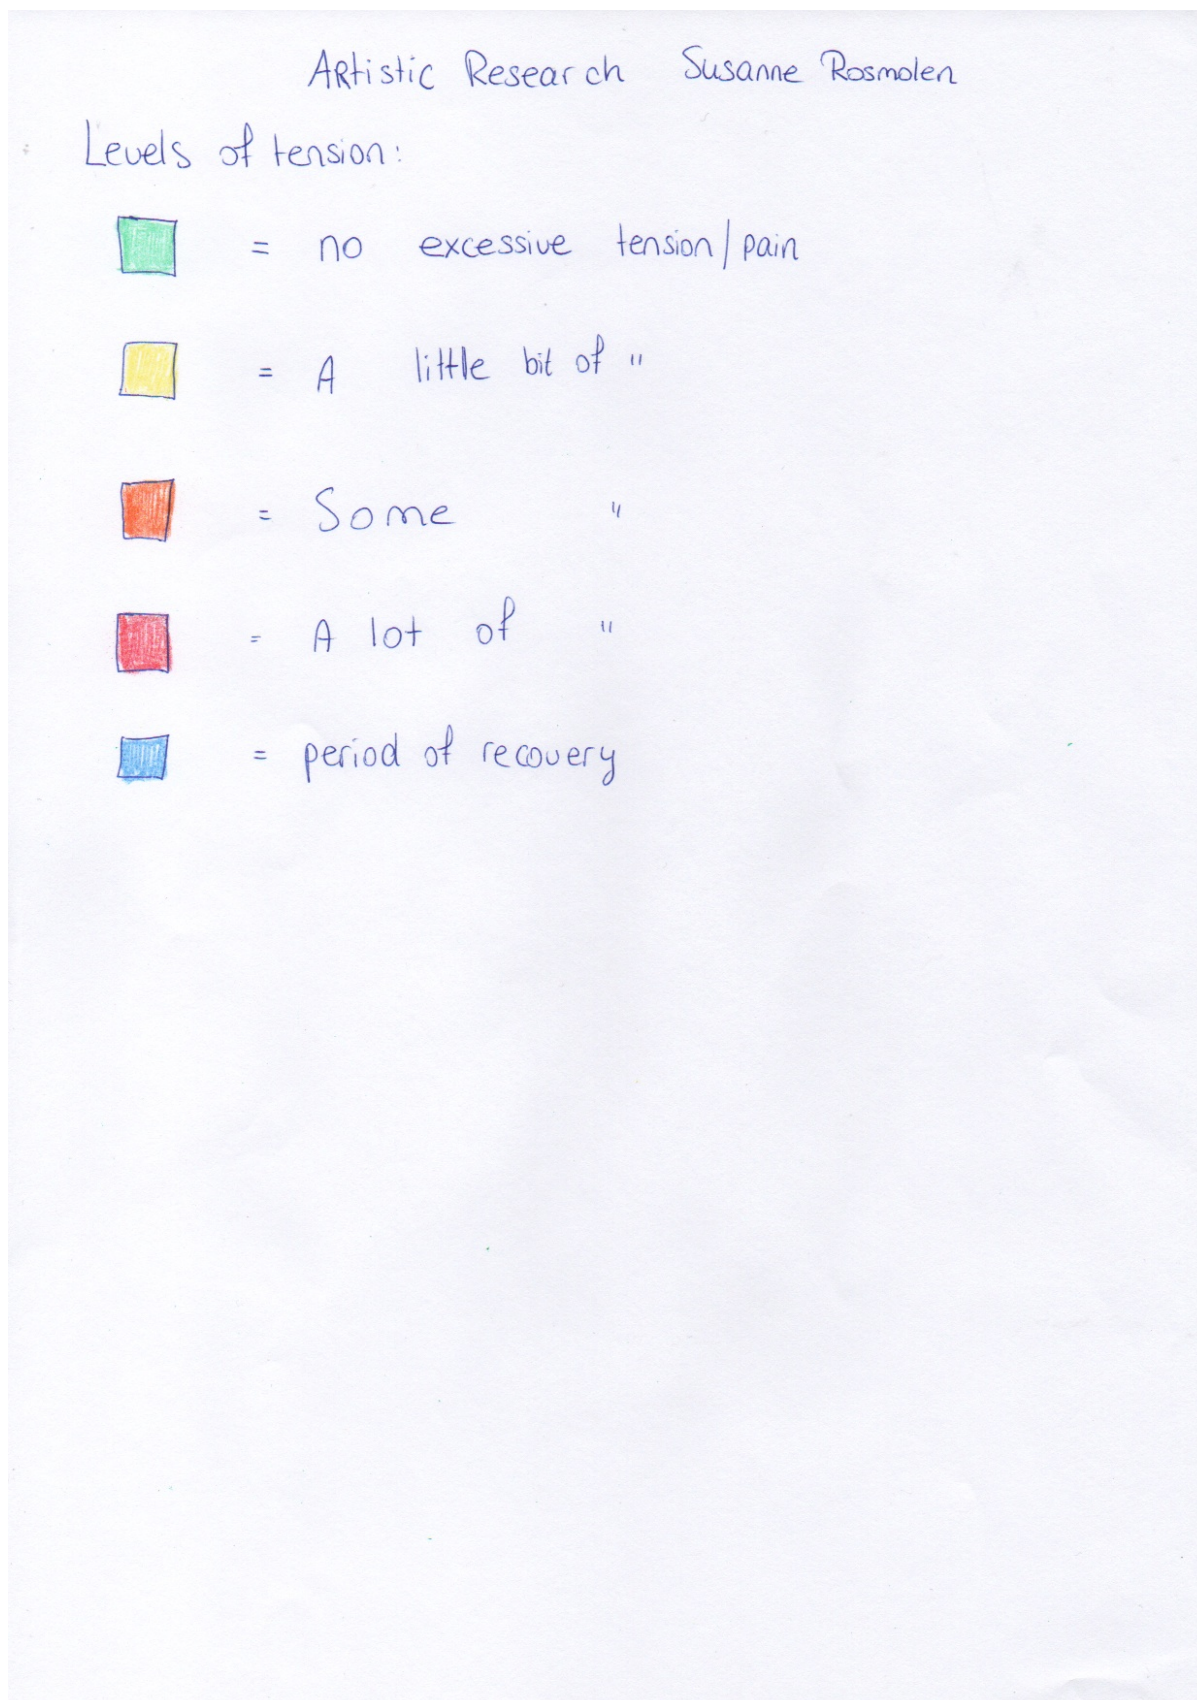 Artistic Research Susanne Rosmolen
Levels of tension:
= no excessive tension/pain
= A little bit of "
= Some "
= A lot of "
= period of recovery